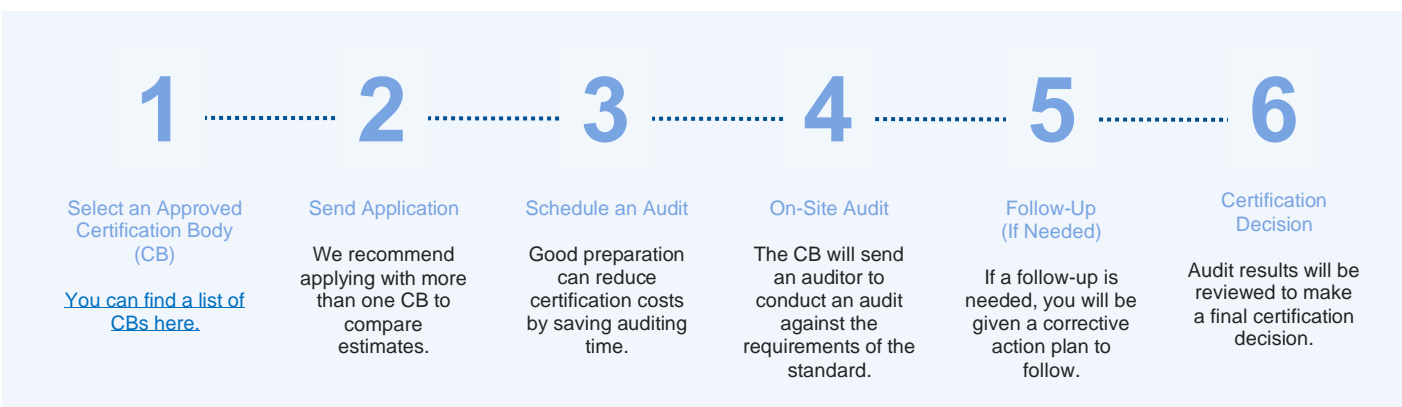 1
2
3
4
5
6
Select an Approved
Certification Body
(CB)
You can find a list of
CBs here.
Send Application
We recommend
applying with more
than one CB to
compare
estimates.
Schedule an Audit
Good preparation
can reduce
certification costs
by saving auditing
time.
On-Site Audit
The CB will send
an auditor to
conduct an audit
against the
requirements of the
standard.
Follow-Up
(If Needed)
If a follow-up is
needed, you will be
given a corrective
action plan to
follow.
Certification
Decision
Audit results will be
reviewed to make
a final certification
decision.